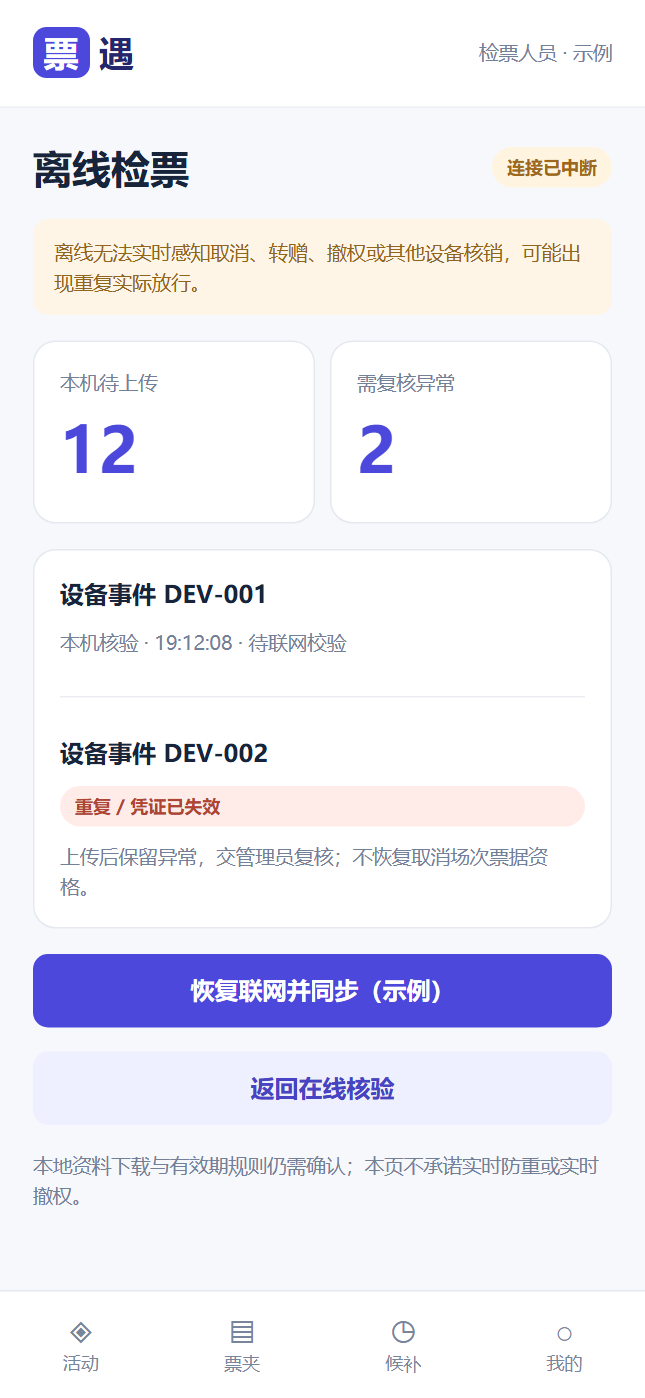 票 遇
检票人员 · 示例
离线检票
连接已中断
离线无法实时感知取消、转赠、撤权或其他设备核销，可能出
现重复实际放行。
本机待上传
需复核异常
12
2
设备事件 DEV-001
本机核验 · 19:12:08 · 待联网校验
设备事件 DEV-002
重复 / 凭证已失效
上传后保留异常，交管理员复核；不恢复取消场次票据资
格。
恢复联网并同步（示例）
返回在线核验
本地资料下载与有效期规则仍需确认；本页不承诺实时防重或实时
撤权。
活动
票夹
候补
我的